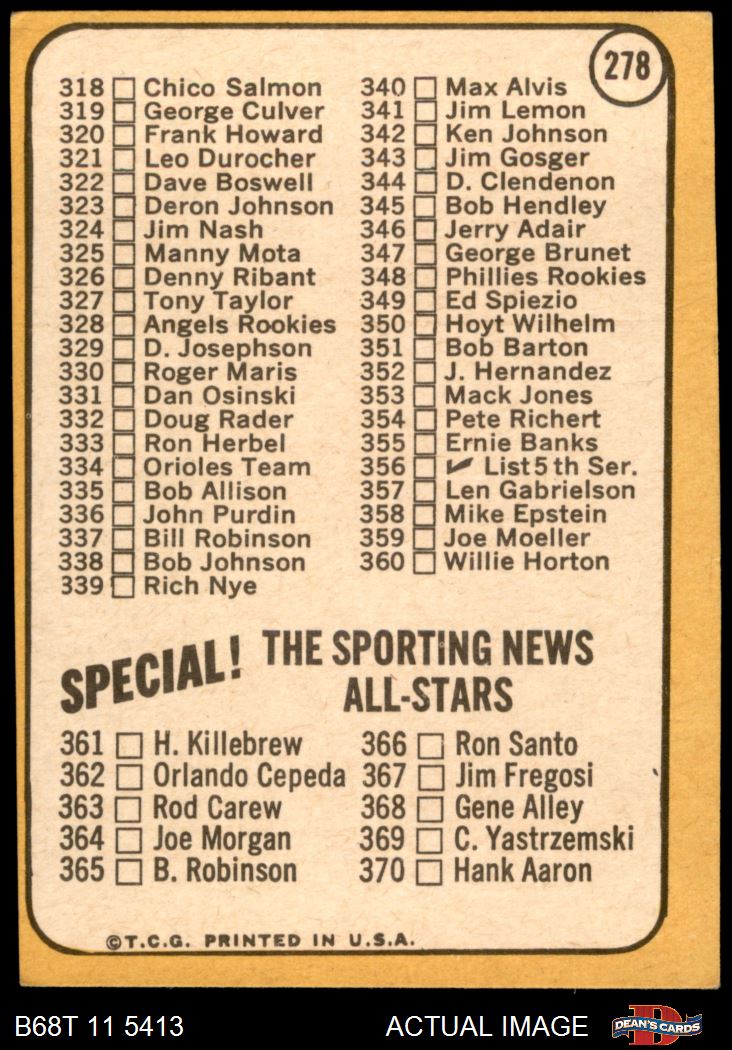 278
318 Chico Salmon
319 George Culver
320 Frank Howard
321 Leo Durocher
322 Dave Boswell
323 Deron Johnson
324 Jim Nash
325 Manny Mota
326 Denny Ribant
327 Tony Taylor
328 Angels Rookies
329 D. Josephson
330 Roger Maris
331 Dan Osinski
332 Doug Rader
333 Ron Herbel
334 Orioles Team
335 Bob Allison
336 John Purdin
337 Bill Robinson
338 Bob Johnson
339 Rich Nye
340 Max Alvis
341 Jim Lemon
342 Ken Johnson
343 Jim Gosger
344 D. Clendenon
345 Bob Hendley
346 Jerry Adair
347 George Brunet
348 Phillies Rookies
349 Ed Spiezio
350 Hoyt Wilhelm
351 Bob Barton
352 J. Hernandez
353 Mack Jones
354 Pete Richert
355 Ernie Banks
356 ✔ List 5 th Ser.
357 Len Gabrielson
358 Mike Epstein
359 Joe Moeller
360 Willie Horton
SPECIAL! THE SPORTING NEWS
ALL-STARS
361 H. Killebrew
362 Orlando Cepeda
363 Rod Carew
364 Joe Morgan
365 B. Robinson
366 Ron Santo
367 Jim Fregosi
368 Gene Alley
369 C. Yastrzemski
370 Hank Aaron
©T.C.G. PRINTED IN U.S.A.
B68T 11 5413
ACTUAL IMAGE
D
DEAN'S CARDS